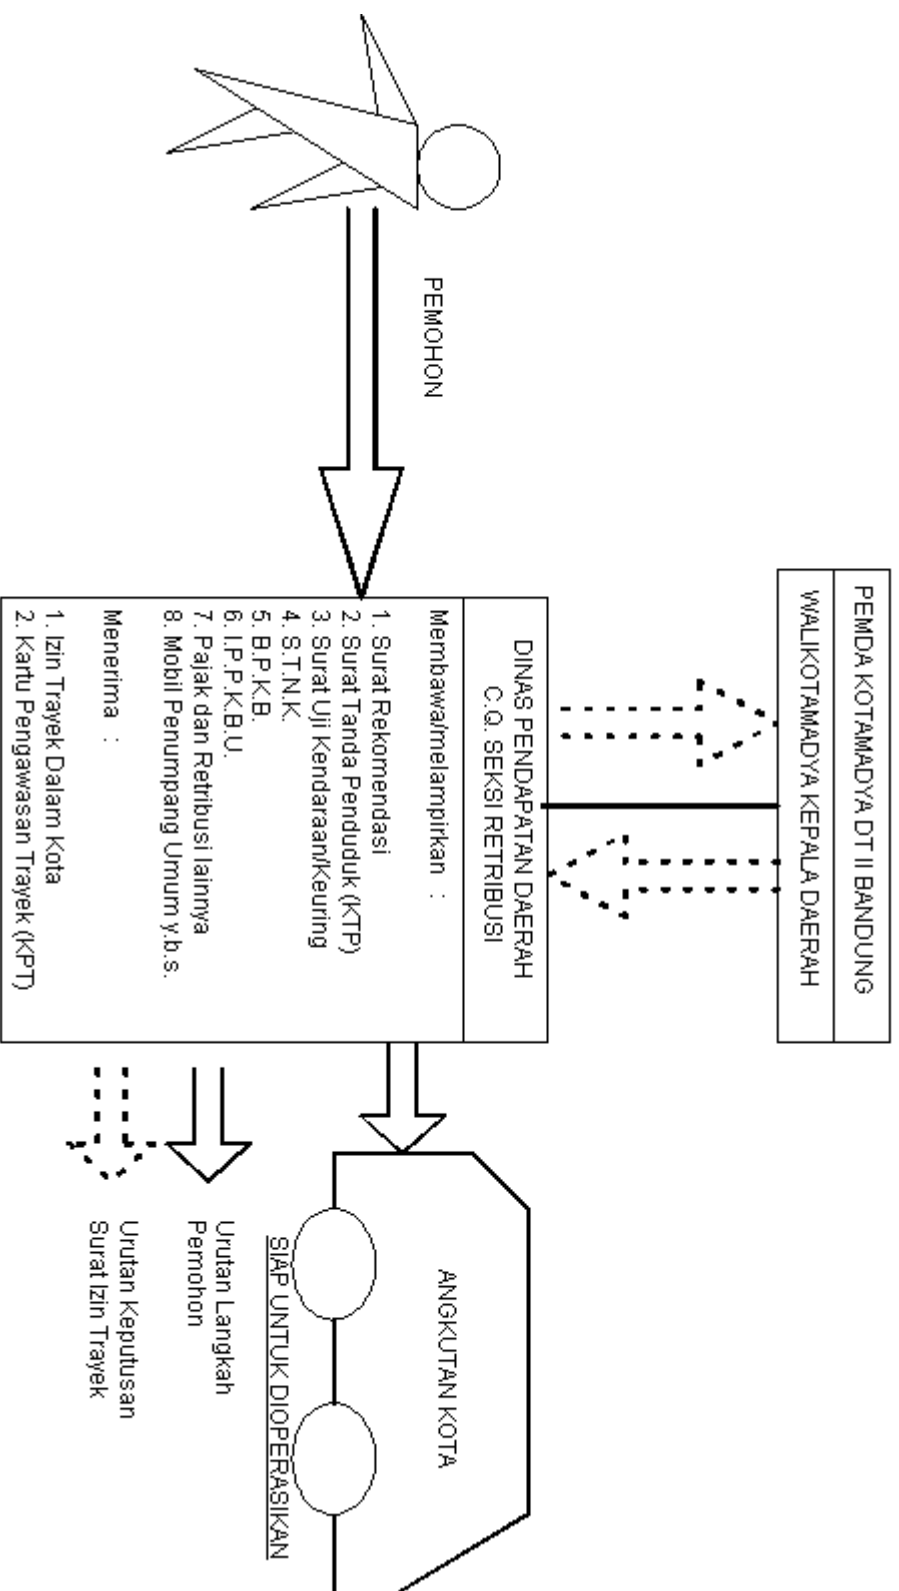 PEMDA KOTAMADYA DT II BANDUNG
WALIKOTAMADYA KEPALA DAERAH
PEMOHON
DINAS PENDAPATAN DAERAH
C.Q. SEKSI RETRIBUSI
Membawa/melampirkan :
1. Surat Rekomendasi
2. Surat Tanda Penduduk (KTP)
3. Surat Uji Kendaraan/Keuring
4. S.T.N.K.
5. B.P.K.B.
6. I.P.P.K.B.U.
7. Pajak dan Retribusi lainnya
8. Mobil Penumpang Umum y.b.s.
Menerima :
1. Izin Trayek Dalam Kota
2. Kartu Pengawasan Trayek (KPT)
ANGKUTAN KOTA
SIAP UNTUK DIOPERASIKAN
Urutan Langkah
Pemohon
Urutan Keputusan
Surat Izin Trayek